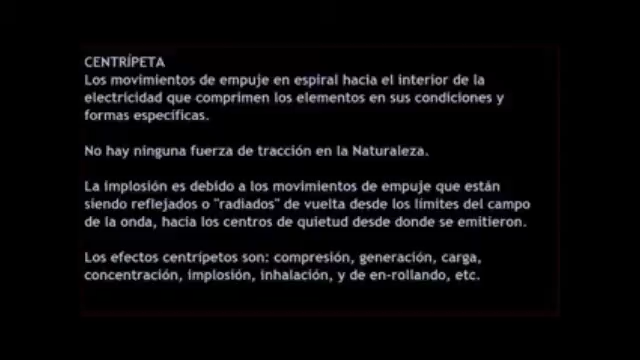 CENTRÍPETA
Los movimientos de empuje en espiral hacia el interior de la
electricidad que comprimen los elementos en sus condiciones y
formas específicas.
No hay ninguna fuerza de tracción en la Naturaleza.
La implosión es debido a los movimientos de empuje que están
siendo reflejados o "radiados" de vuelta desde los límites del campo
de la onda, hacia los centros de quietud desde donde se emitieron.
Los efectos centrípetos son: compresión, generación, carga,
concentración, implosión, inhalación, y de en-rollando, etc.